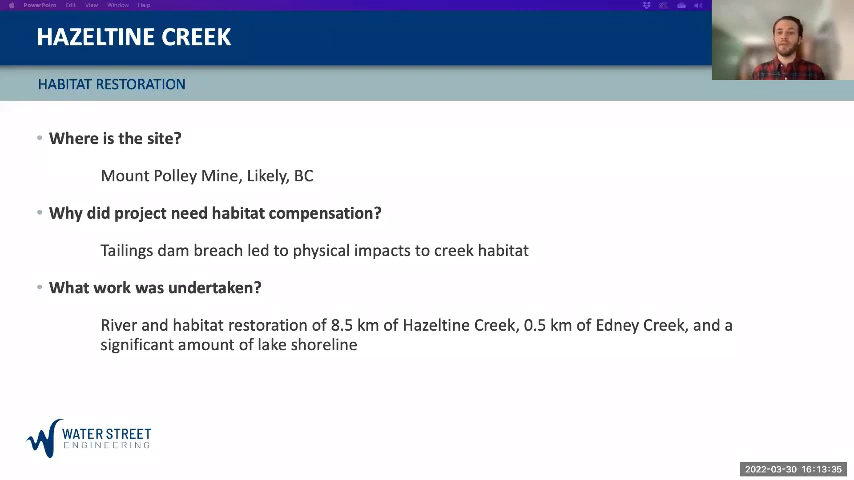 PowerPoint Edit View Window Help
HAZELTINE CREEK
HABITAT RESTORATION
• Where is the site?
Mount Polley Mine, Likely, BC
• Why did project need habitat compensation?
Tailings dam breach led to physical impacts to creek habitat
• What work was undertaken?
River and habitat restoration of 8.5 km of Hazeltine Creek, 0.5 km of Edney Creek, and a
significant amount of lake shoreline
WATER STREET
ENGINEERING
2022-03-30 16:13:35